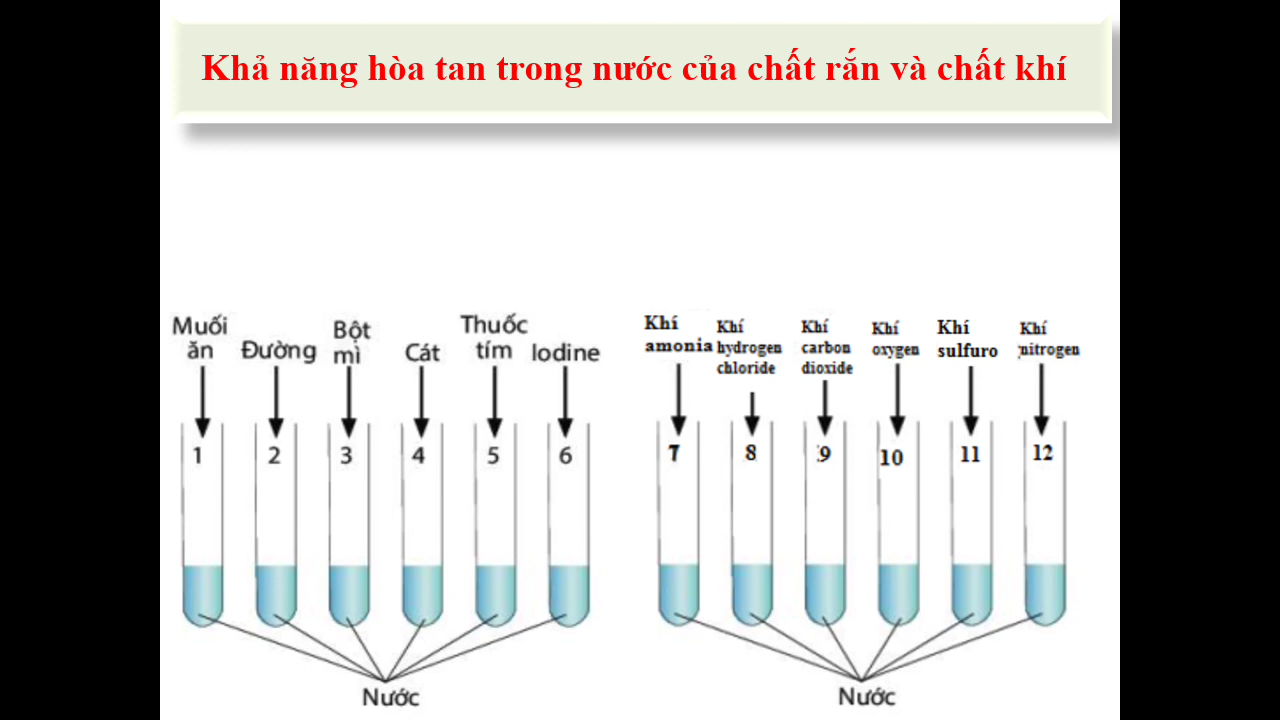 Khả năng hòa tan trong nước của chất rắn và chất khí
Muối
ăn
Đường
Bột
mì
Cát
Thuốc
tím
Iodine
Khí
amonia
Khí
hydrogen
chloride
Khí
carbon
dioxide
Khí
oxygen
Khí
sulfuro
Khí
nitrogen
1
2
3
4
5
6
7
8
9
10
11
12
Nước
Nước